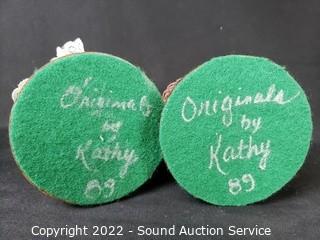 Originals
by
Kathy
89
Originals
by
Kathy
89
Copyright 2022 - Sound Auction Service